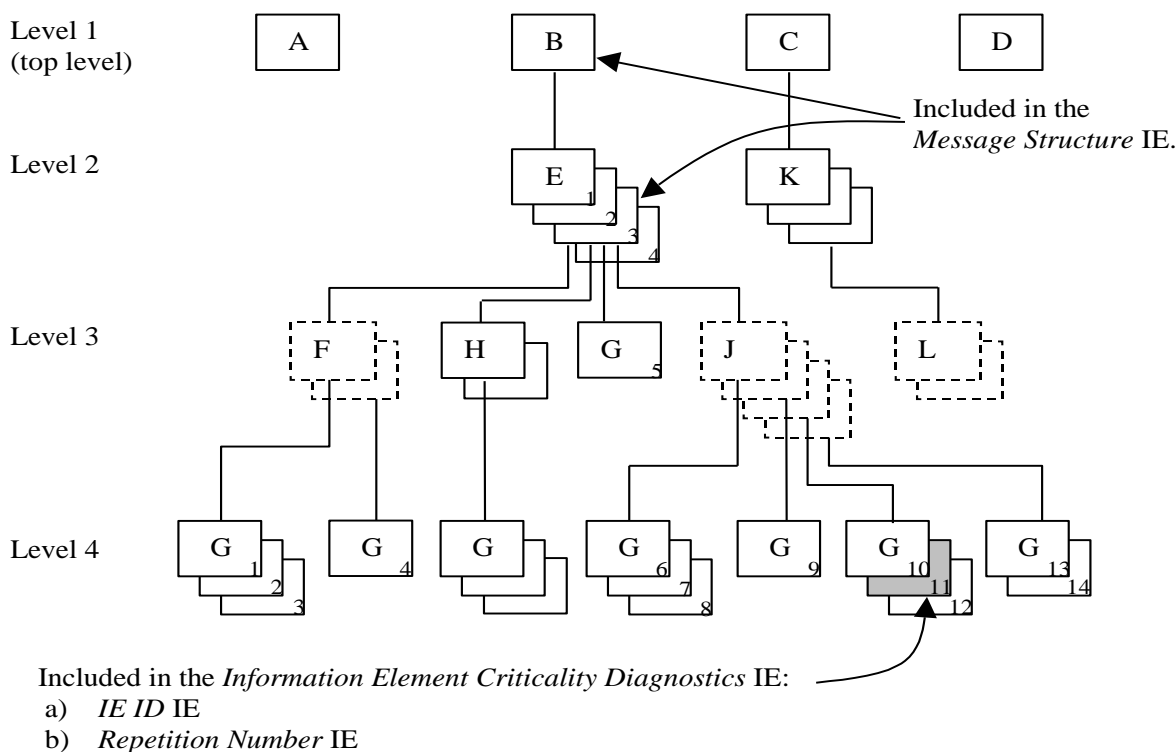 Level 1
(top level)
A
B
C
D
Included in the
Message Structure IE.
Level 2
E
1
2
3
4
K
Level 3
F
H
G
5
J
L
Level 4
G
1
2
3
G
4
G
G
6
7
8
G
9
G
10
11
12
G
13
14
Included in the Information Element Criticality Diagnostics IE:
a) IE ID IE
b) Repetition Number IE